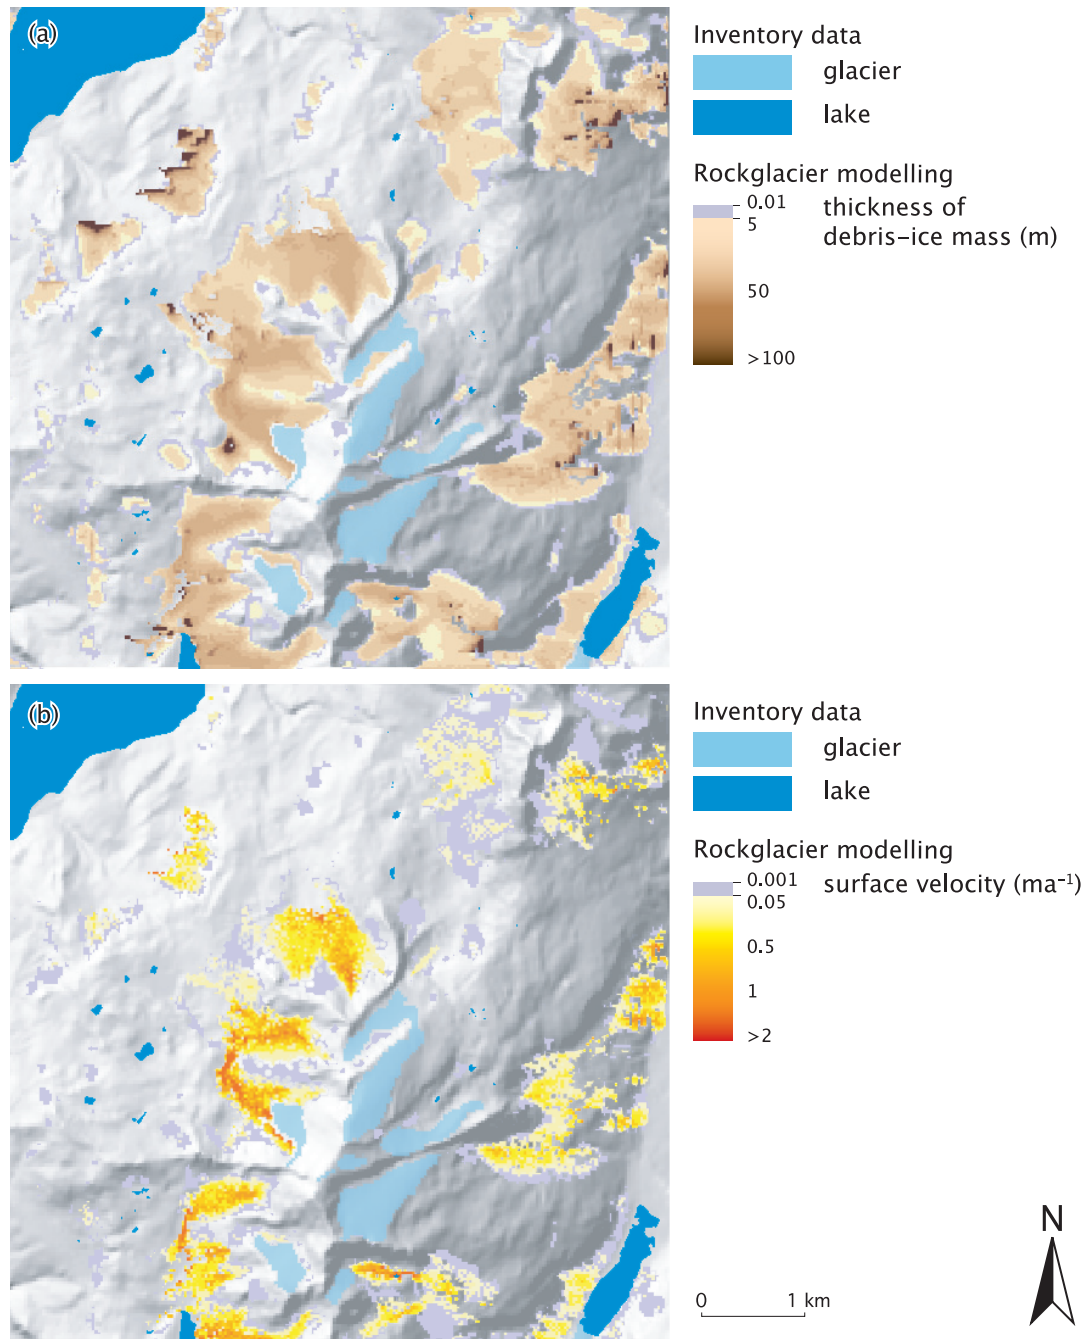 (a)
Inventory data
glacier
lake
Rockglacier modelling
0.01
5
50
>100
thickness of
debris-ice mass (m)
(b)
Inventory data
glacier
lake
Rockglacier modelling
0.001
0.05
0.5
1
>2
surface velocity (ma⁻¹)
0 1 km
N